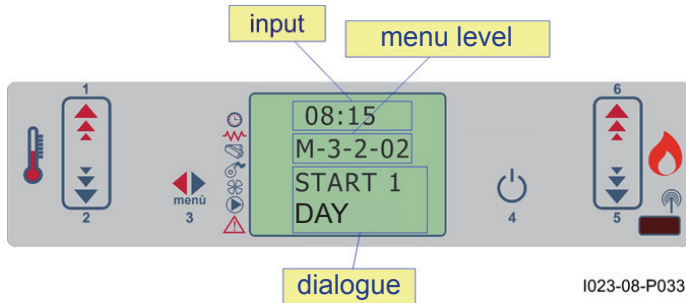 input
menu level
1
6
08:15
M-3-2-02
START 1
DAY
menù
2
3
4
5
dialogue
I023-08-P033